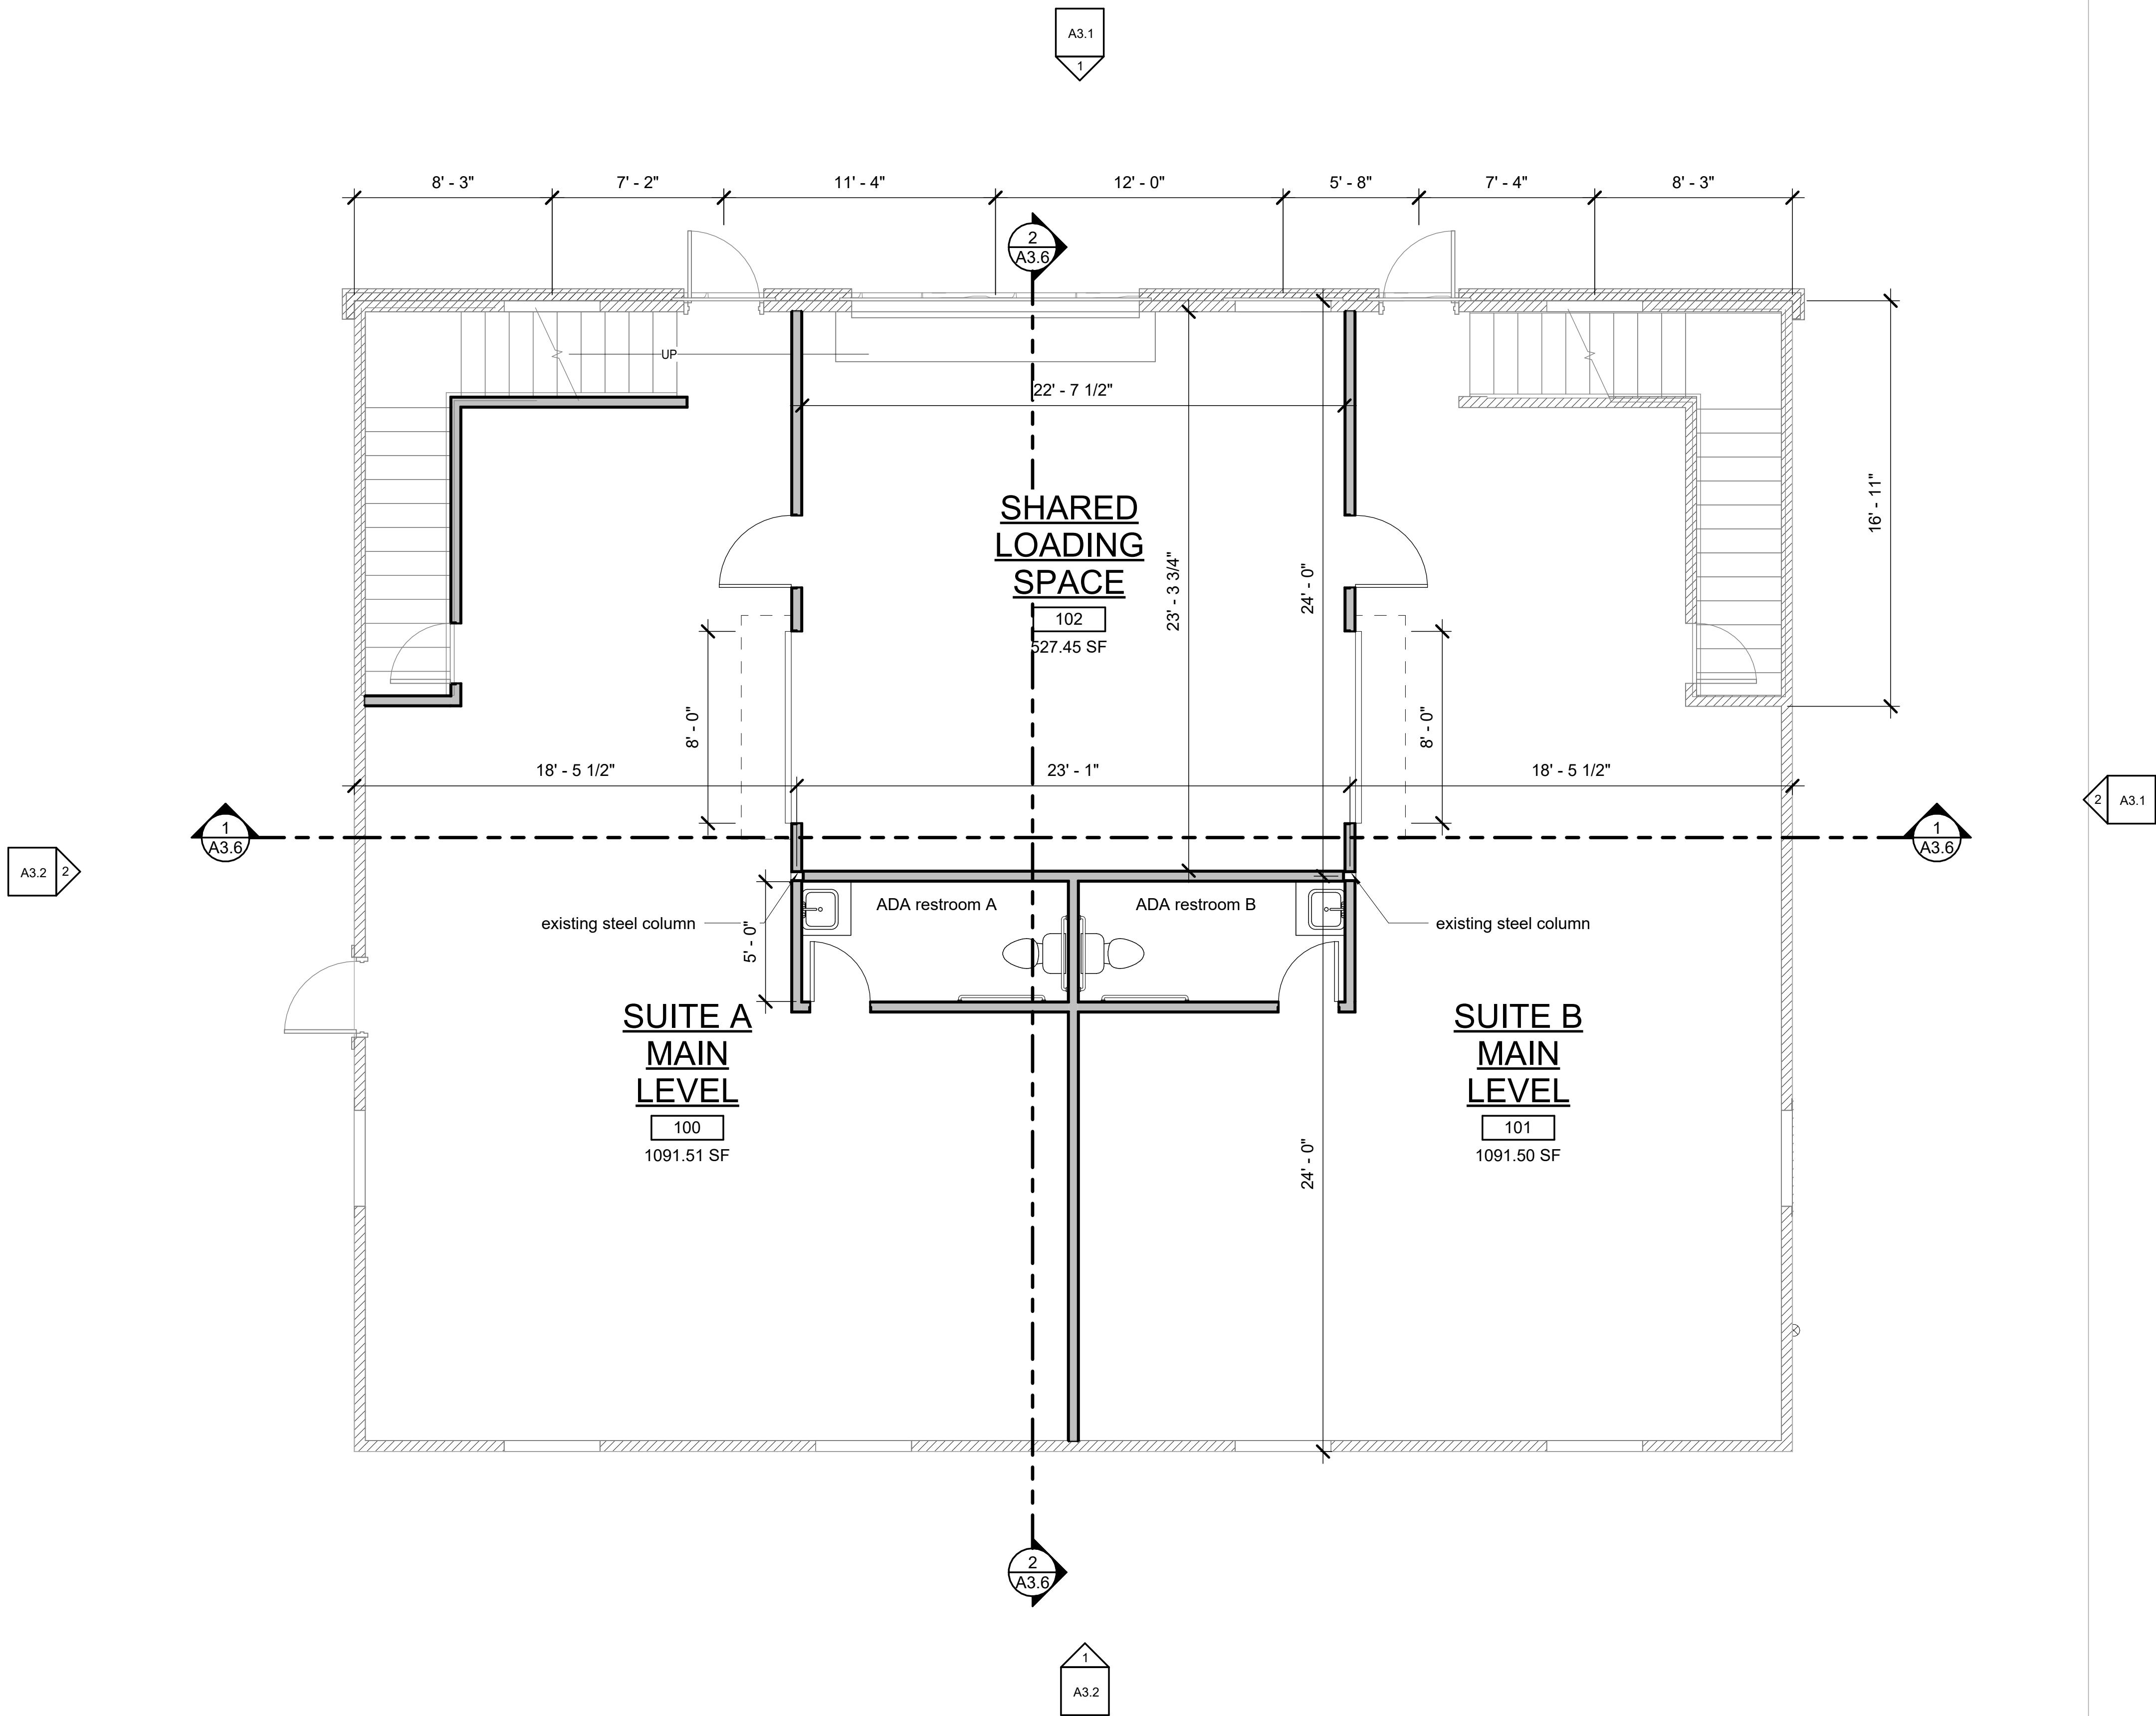 A3.1
1
8' - 3"
7' - 2"
11' - 4"
12' - 0"
5' - 8"
7' - 4"
8' - 3"
2
A3.6
UP
22' - 7 1/2"
16' - 11"
SHARED
LOADING
SPACE
102
527.45 SF
23' - 3 3/4"
24' - 0"
8' - 0"
8' - 0"
18' - 5 1/2"
23' - 1"
18' - 5 1/2"
2
A3.1
1
A3.6
1
A3.6
A3.2
2
ADA restroom A
ADA restroom B
existing steel column
existing steel column
5' - 0"
SUITE A
MAIN
LEVEL
100
1091.51 SF
SUITE B
MAIN
LEVEL
101
1091.50 SF
24' - 0"
2
A3.6
1
A3.2